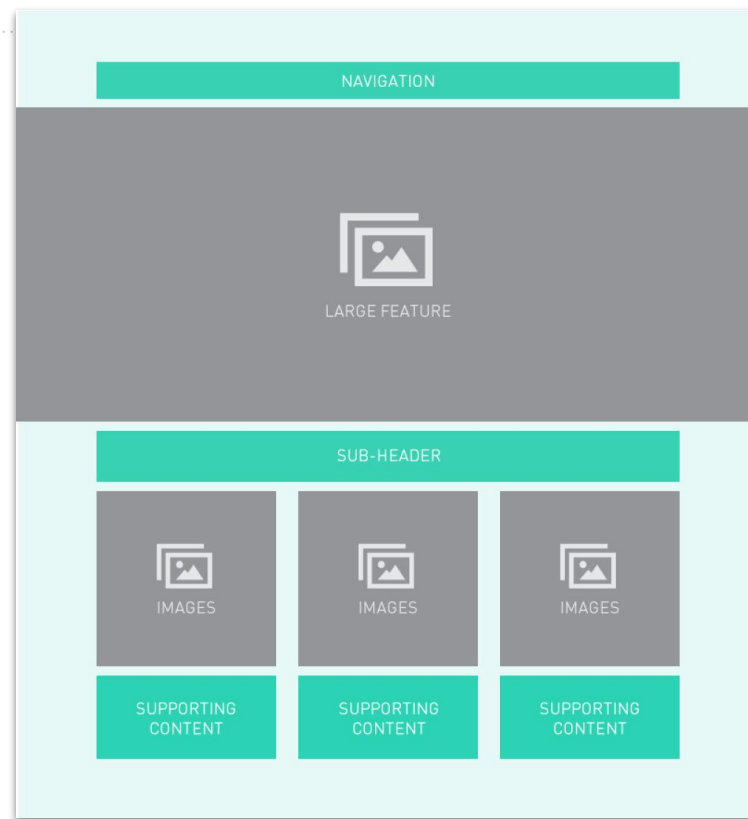 NAVIGATION
LARGE FEATURE
SUB-HEADER
IMAGES
IMAGES
IMAGES
SUPPORTING
CONTENT
SUPPORTING
CONTENT
SUPPORTING
CONTENT